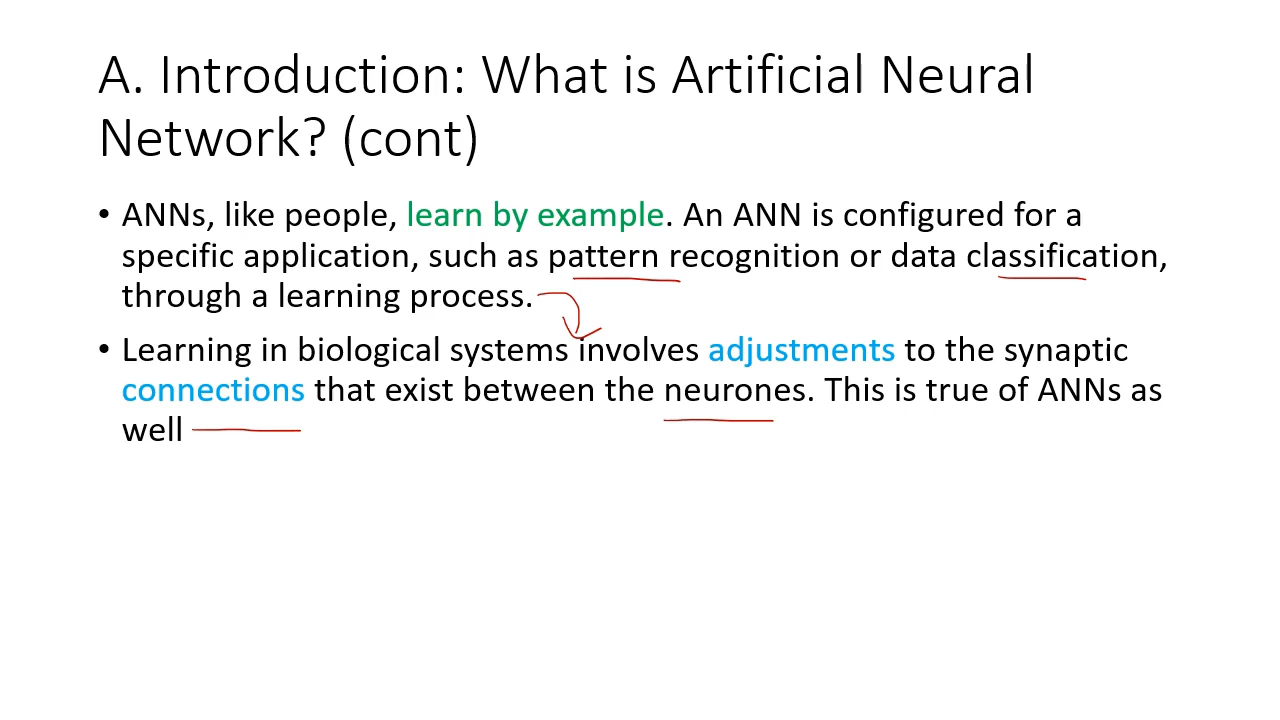 A. Introduction: What is Artificial Neural
Network? (cont)
• ANNs, like people, learn by example. An ANN is configured for a
specific application, such as pattern recognition or data classification,
through a learning process.
• Learning in biological systems involves adjustments to the synaptic
connections that exist between the neurones. This is true of ANNs as
well